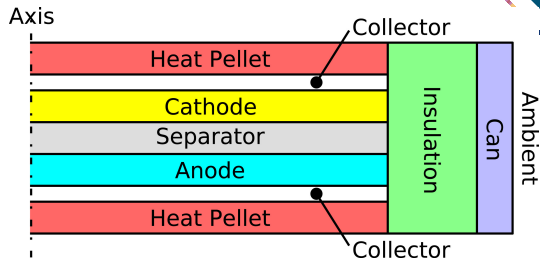 Axis
Collector
Heat Pellet
Cathode
Separator
Anode
Heat Pellet
Collector
Insulation
Can
Ambient